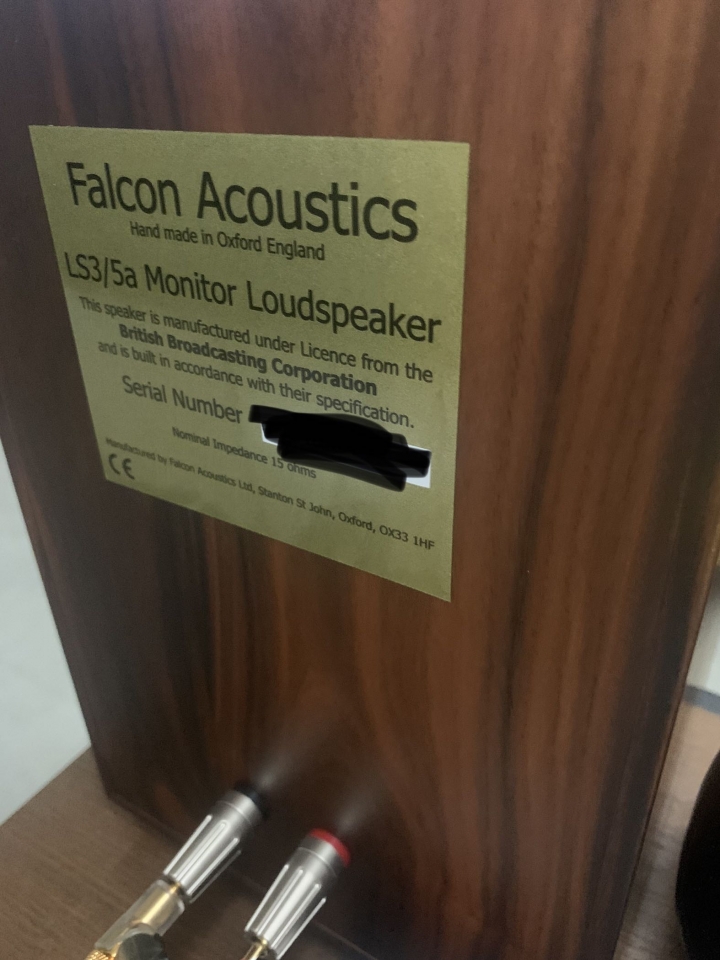 Falcon Acoustics
Hand made in Oxford England
LS3/5a Monitor Loudspeaker
This speaker is manufactured under Licence from the
British Broadcasting Corporation
and is built in accordance with their specification.
Serial Number
Nominal Impedance 15 ohms
Manufactured by Falcon Acoustics Ltd, Stanton St John, Oxford, OX33 1HF
CE